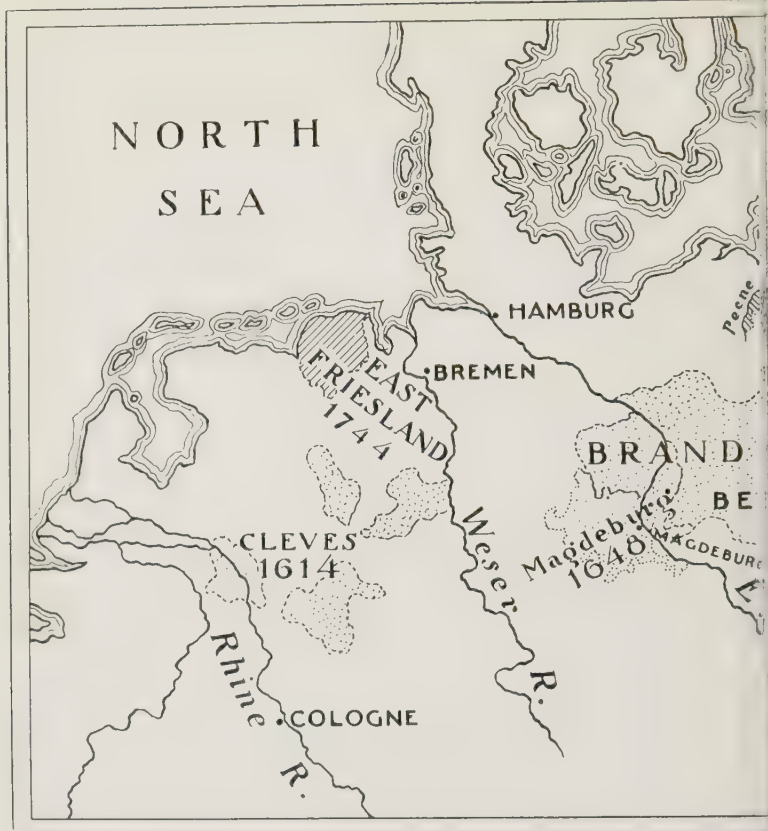 NORTH
SEA
HAMBURG
Peene
BREMEN
EAST
FRIESLAND
1744
BRAND
BE
CLEVES
1614
Weser
R.
Magdeburg
1648
MAGDEBURG
E
Rhine
R.
COLOGNE